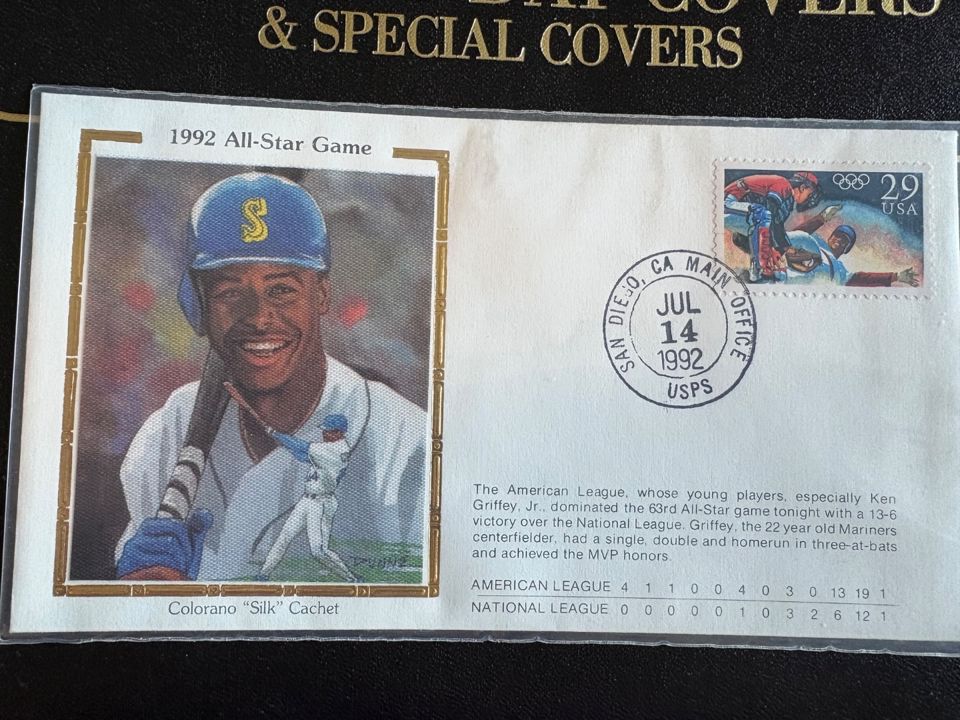 DAY COVERS
& SPECIAL COVERS
1992 All-Star Game
S
29
USA
SAN DIEGO, CA MAIN OFFICE
JUL
14
1992
USPS
The American League, whose young players, especially Ken
Griffey, Jr., dominated the 63rd All-Star game tonight with a 13-6
victory over the National League. Griffey, the 22 year old Mariners
centerfielder, had a single, double and homerun in three-at-bats
and achieved the MVP honors.
AMERICAN LEAGUE 4 1 1 0 0 4 0 3 0 13 19 1
NATIONAL LEAGUE 0 0 0 0 0 1 0 3 2 6 12 1
Colorano "Silk" Cachet